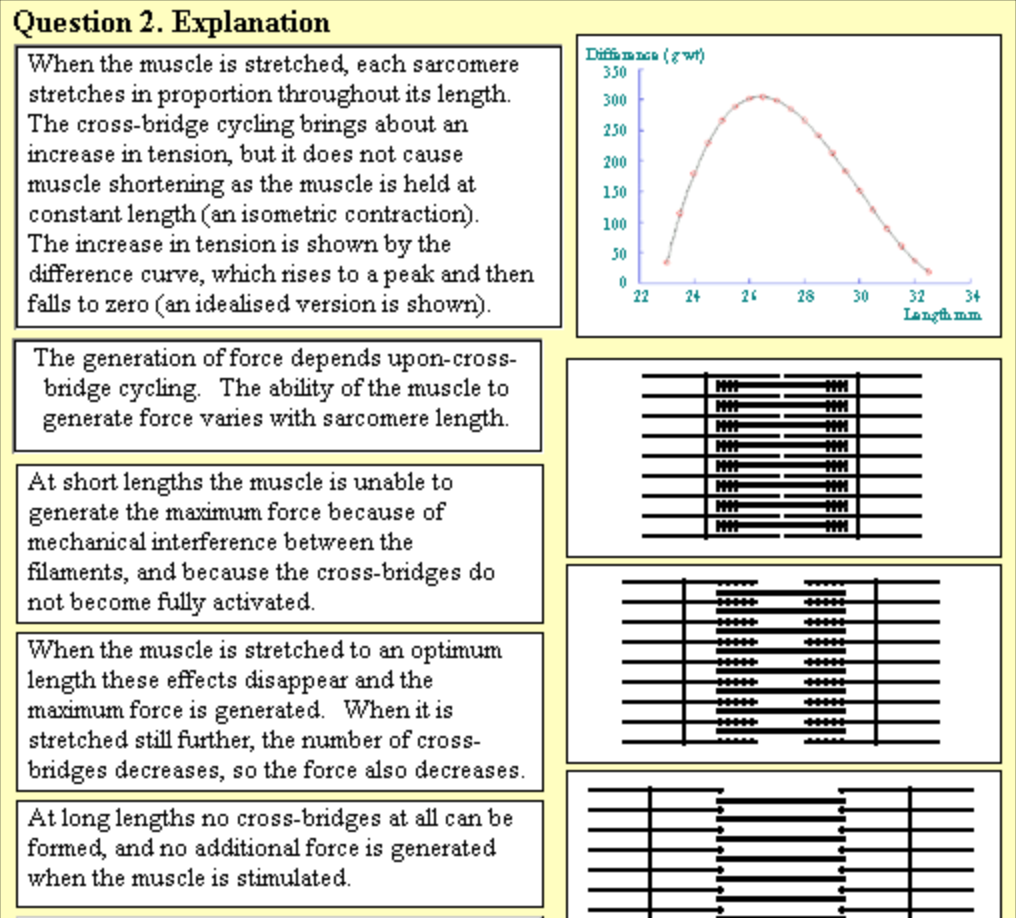 Question 2. Explanation
When the muscle is stretched, each sarcomere
stretches in proportion throughout its length.
The cross-bridge cycling brings about an
increase in tension, but it does not cause
muscle shortening as the muscle is held at
constant length (an isometric contraction).
The increase in tension is shown by the
difference curve, which rises to a peak and then
falls to zero (an idealised version is shown).
Difference (g wt)
350
300
250
200
150
100
50
0
22 24 26 28 30 32 34
Length mm
The generation of force depends upon-cross-
bridge cycling. The ability of the muscle to
generate force varies with sarcomere length.
At short lengths the muscle is unable to
generate the maximum force because of
mechanical interference between the
filaments, and because the cross-bridges do
not become fully activated.
When the muscle is stretched to an optimum
length these effects disappear and the
maximum force is generated. When it is
stretched still further, the number of cross-
bridges decreases, so the force also decreases.
At long lengths no cross-bridges at all can be
formed, and no additional force is generated
when the muscle is stimulated.